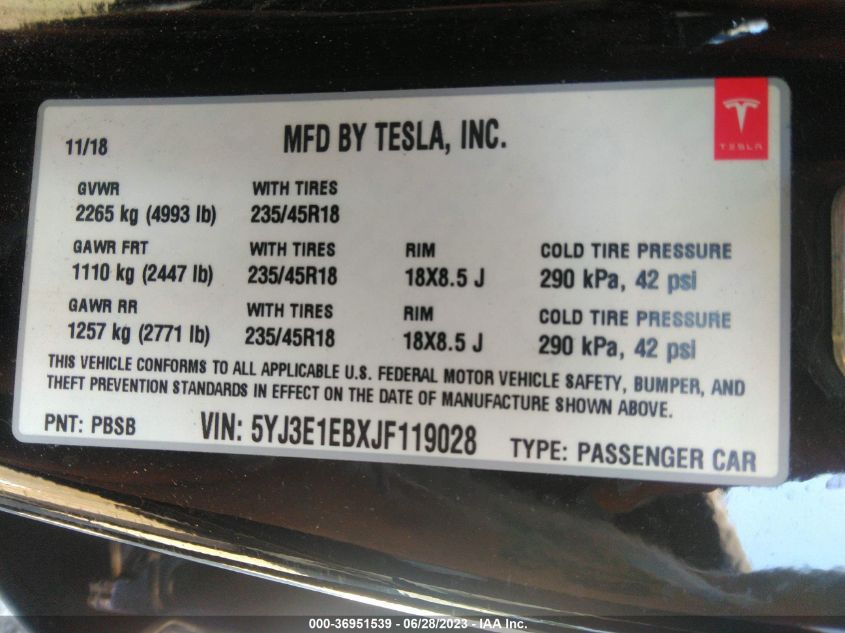 11/18 MFD BY TESLA, INC.
TESLA
GVWR WITH TIRES
2265 kg (4993 lb) 235/45R18
GAWR FRT WITH TIRES RIM COLD TIRE PRESSURE
1110 kg (2447 lb) 235/45R18 18X8.5 J 290 kPa, 42 psi
GAWR RR WITH TIRES RIM COLD TIRE PRESSURE
1257 kg (2771 lb) 235/45R18 18X8.5 J 290 kPa, 42 psi
THIS VEHICLE CONFORMS TO ALL APPLICABLE U.S. FEDERAL MOTOR VEHICLE SAFETY, BUMPER, AND
THEFT PREVENTION STANDARDS IN EFFECT ON THE DATE OF MANUFACTURE SHOWN ABOVE.
PNT: PBSB VIN: 5YJ3E1EBXJF119028 TYPE: PASSENGER CAR
000-36951539 - 06/28/2023 - IAA Inc.